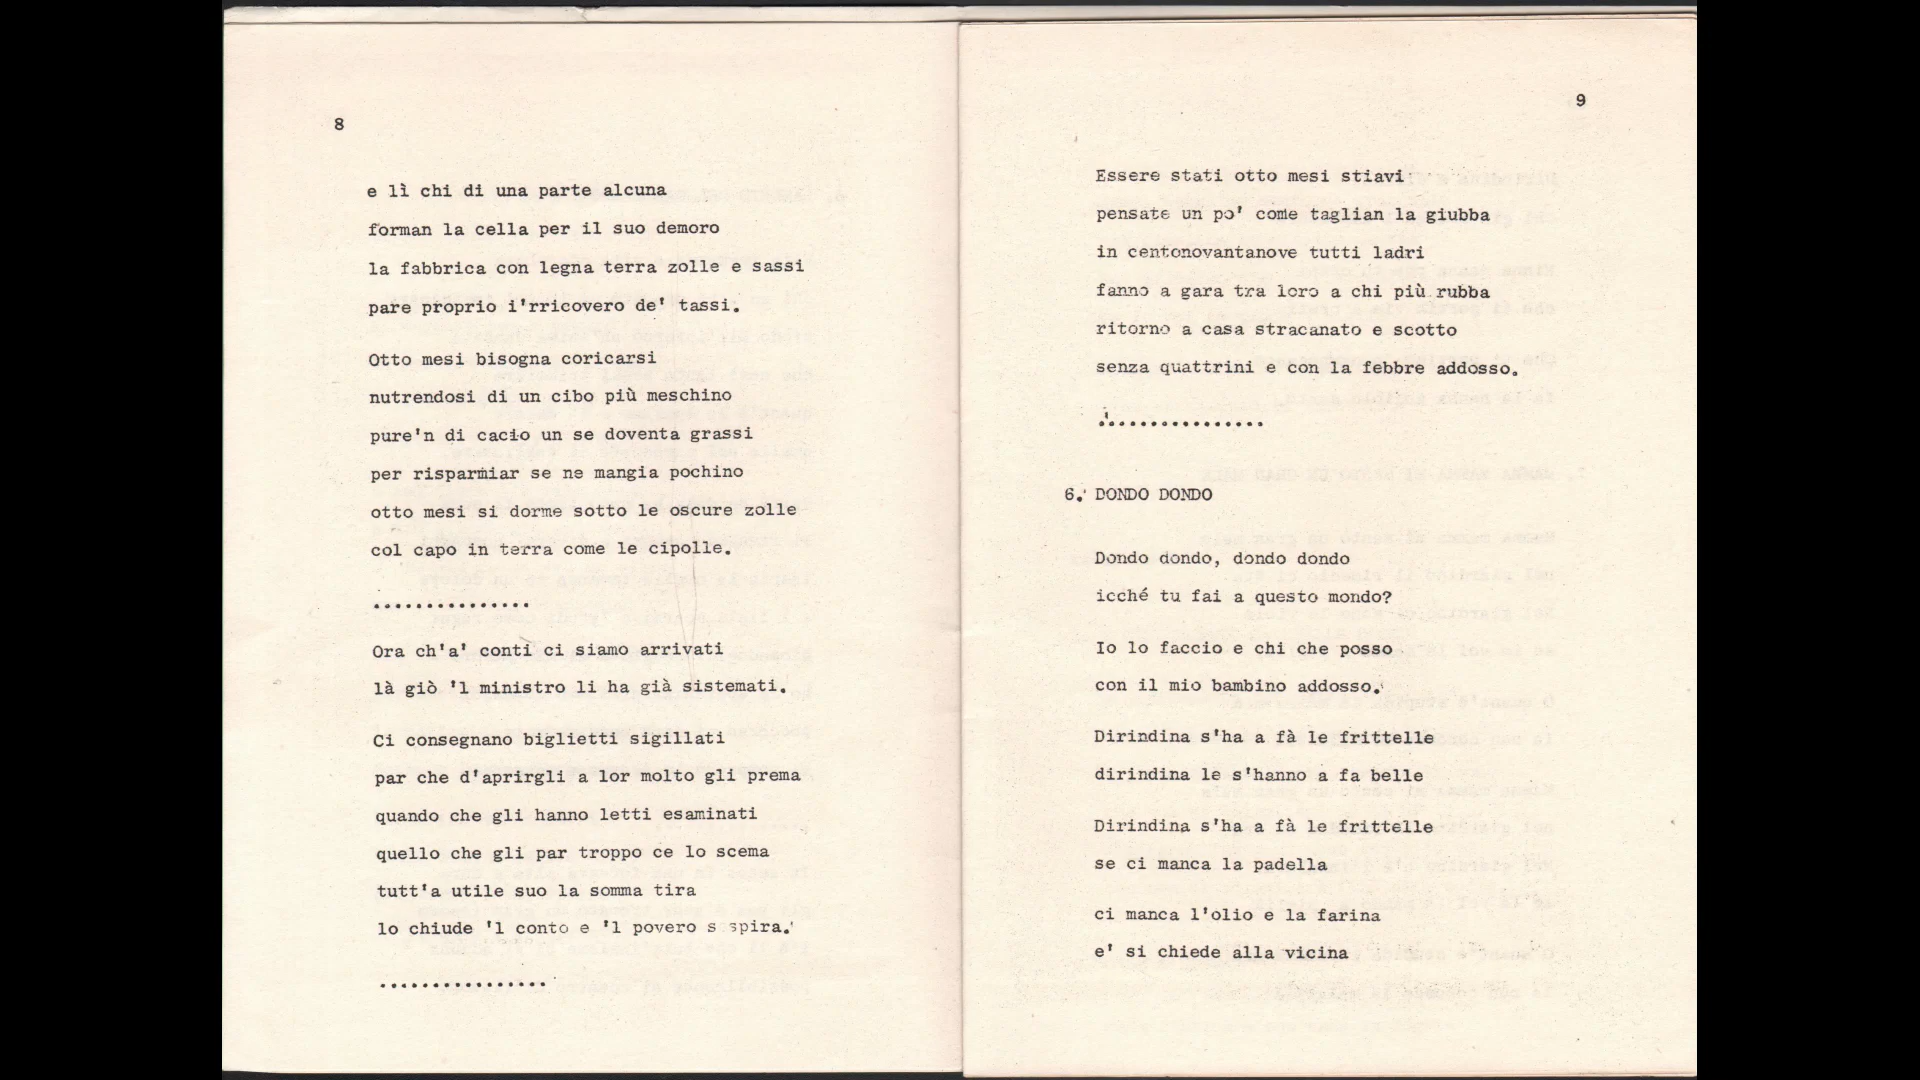 8
e lì chi di una parte alcuna
forman la cella per il suo demoro
la fabbrica con legna terra zolle e sassi
pare proprio i'rricovero de' tassi.
Otto mesi bisogna coricarsi
nutrendosi di un cibo più meschino
pure'n di cacio un se doventa grassi
per risparmiar se ne mangia pochino
otto mesi si dorme sotto le oscure zolle
col capo in terra come le cipolle.
...............
Ora ch'a' conti ci siamo arrivati
là giò 'l ministro li ha già sistemati.
Ci consegnano biglietti sigillati
par che d'aprirgli a lor molto gli prema
quando che gli hanno letti esaminati
quello che gli par troppo ce lo scema
tutt'a utile suo la somma tira
lo chiude 'l conto e 'l povero s spira.
................
9
Essere stati otto mesi stiavi
pensate un po' come taglian la giubba
in centonovantanove tutti ladri
fanno a gara tra loro a chi più rubba
ritorno a casa stracanato e scotto
senza quattrini e con la febbre addosso.
................
6. DONDO DONDO
Dondo dondo, dondo dondo
icché tu fai a questo mondo?
Io lo faccio e chi che posso
con il mio bambino addosso.
Dirindina s'ha a fà le frittelle
dirindina le s'hanno a fa belle
Dirindina s'ha a fà le frittelle
se ci manca la padella
ci manca l'olio e la farina
e' si chiede alla vicina